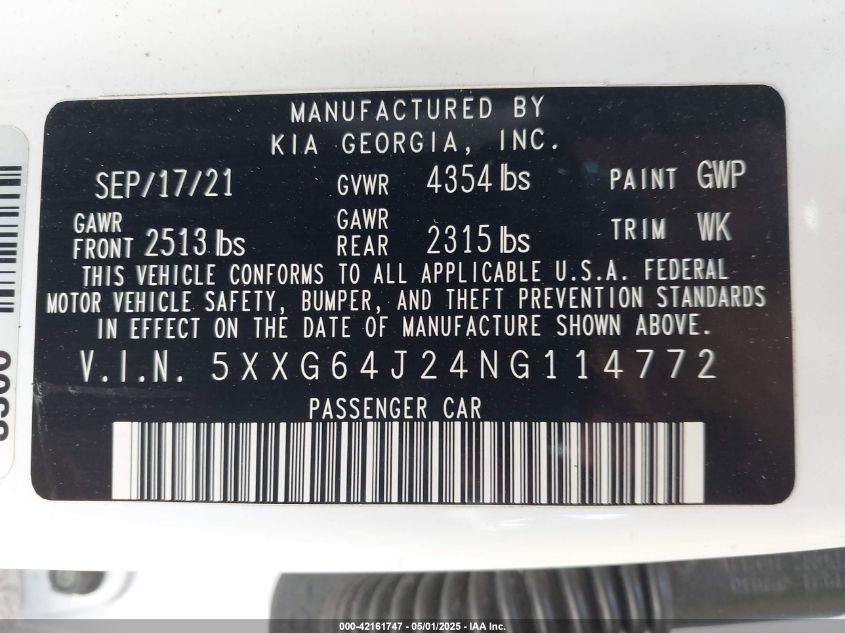 MANUFACTURED BY
KIA GEORGIA, INC.
SEP/17/21 GVWR 4354 lbs PAINT GWP
GAWR FRONT 2513 lbs GAWR REAR 2315 lbs TRIM WK
THIS VEHICLE CONFORMS TO ALL APPLICABLE U.S.A. FEDERAL
MOTOR VEHICLE SAFETY, BUMPER, AND THEFT PREVENTION STANDARDS
IN EFFECT ON THE DATE OF MANUFACTURE SHOWN ABOVE.
V.I.N. 5XXG64J24NG114772
PASSENGER CAR
000-42161747 - 05/01/2025 - IAA Inc.